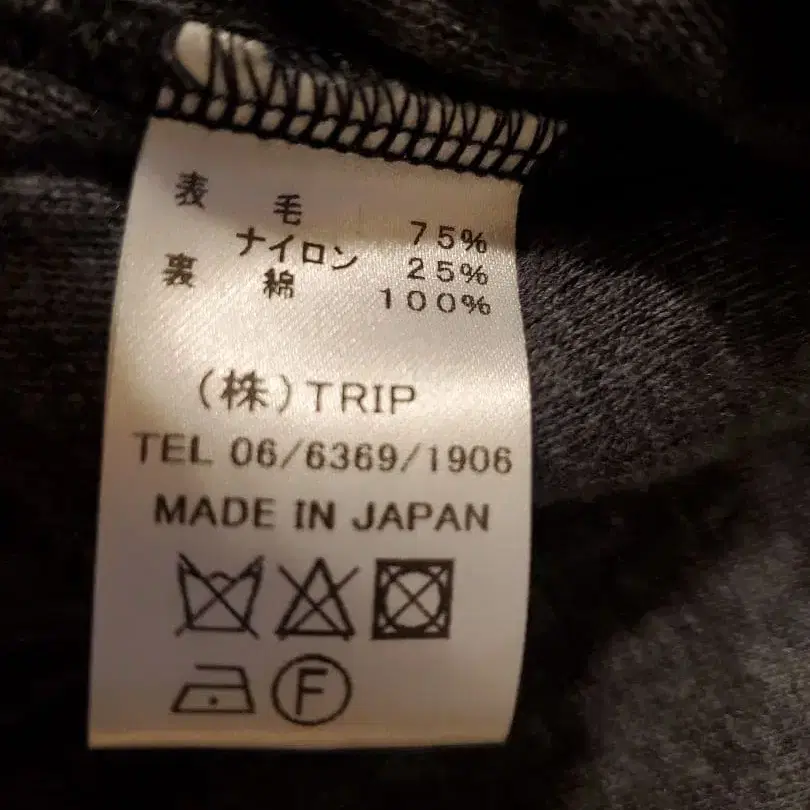 表 毛 75%
ナイロン 25%
裏 綿 100%
(株)TRIP
TEL 06/6369/1906
MADE IN JAPAN
F